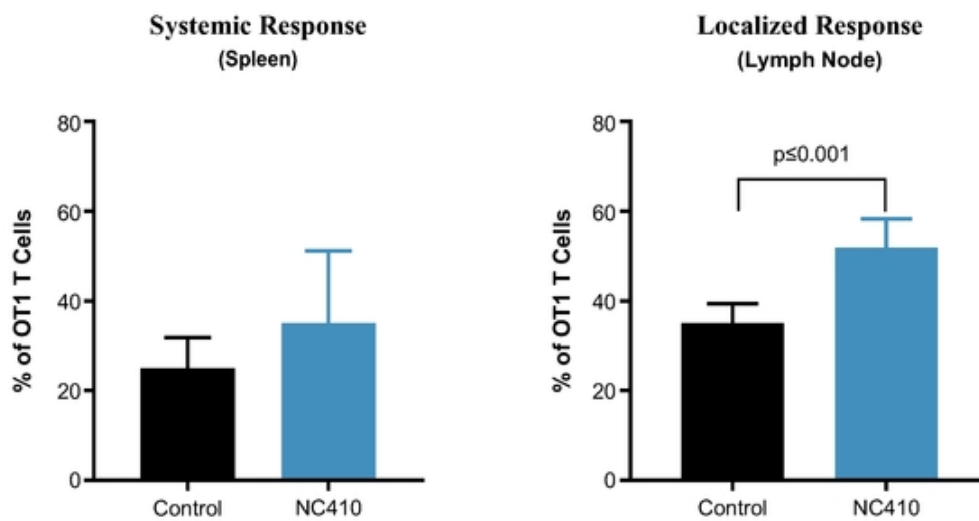 Systemic Response
(Spleen)
% of OT1 T Cells
80
60
40
20
0
Control
NC410
Localized Response
(Lymph Node)
% of OT1 T Cells
80
60
40
20
0
p≤0.001
Control
NC410